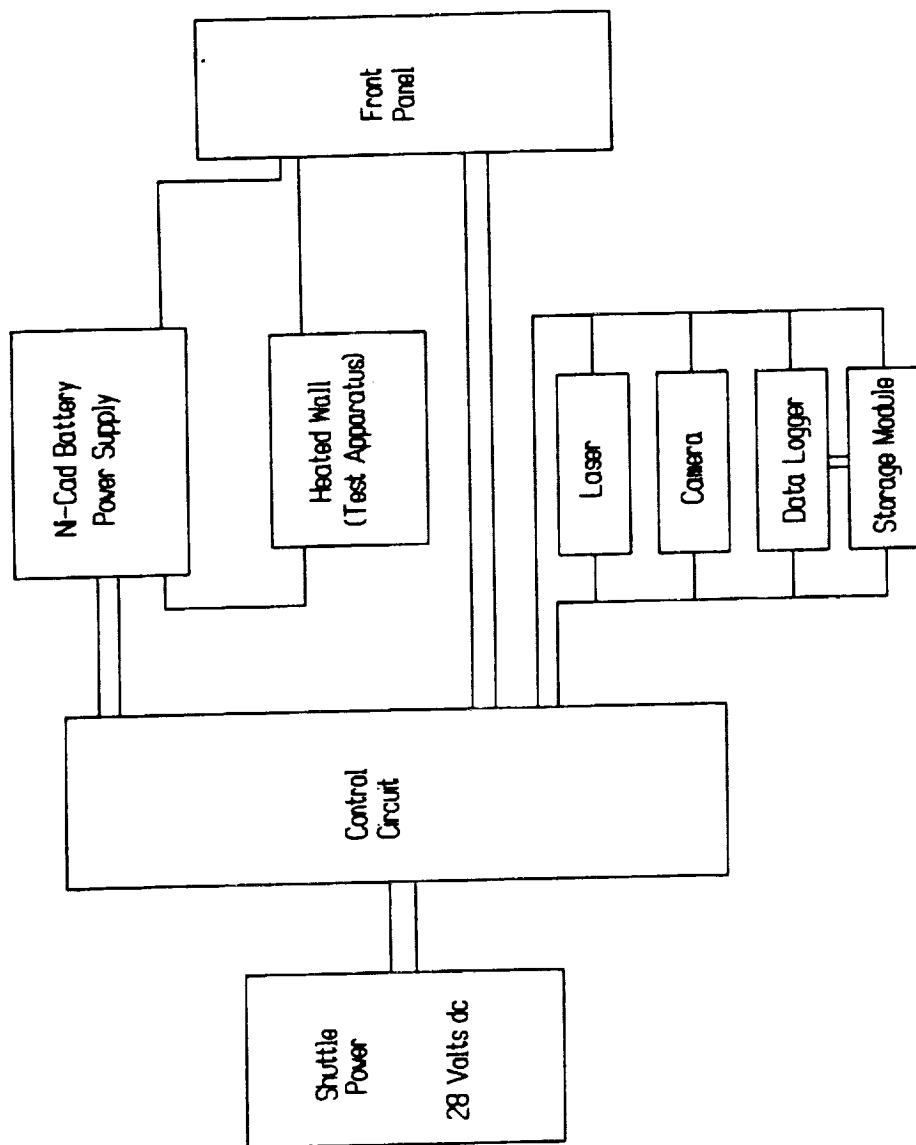 Shuttle
Power
28 Volts dc
Control
Circuit
Ni-Cad Battery
Power Supply
Heated Wall
(Test Apparatus)
Laser
Camera
Data Logger
Storage Module
Front
Panel